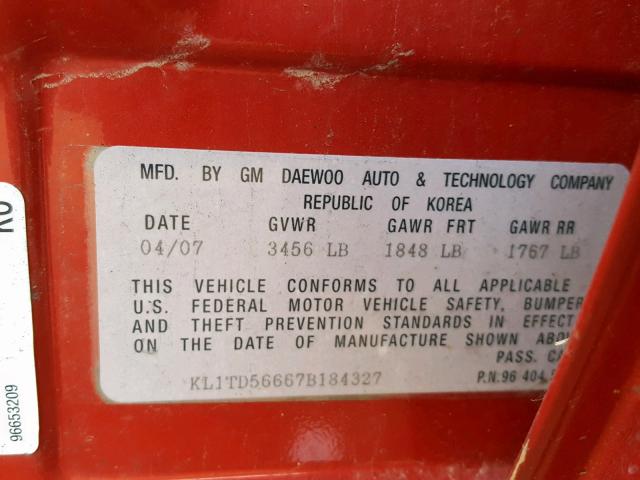 MFD. BY GM DAEWOO AUTO & TECHNOLOGY COMPANY
REPUBLIC OF KOREA
DATE GVWR GAWR FRT GAWR RR
04/07 3456 LB 1848 LB 1767 LB
THIS VEHICLE CONFORMS TO ALL APPLICABLE
U.S. FEDERAL MOTOR VEHICLE SAFETY, BUMPER
AND THEFT PREVENTION STANDARDS IN EFFECT
ON THE DATE OF MANUFACTURE SHOWN ABOV
PASS. CA
KL1TD56667B184327 P.N.96 404
96653209